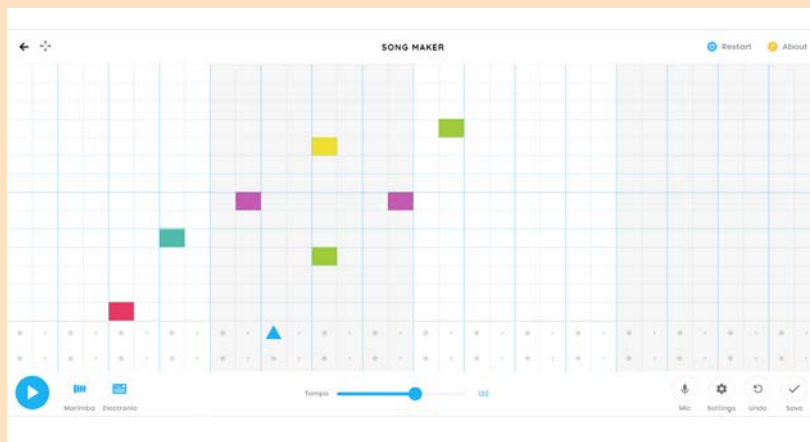 SONG MAKER
Restart
About
Tempo
120
Marimba
Electronic
Mic
Settings
Undo
Save